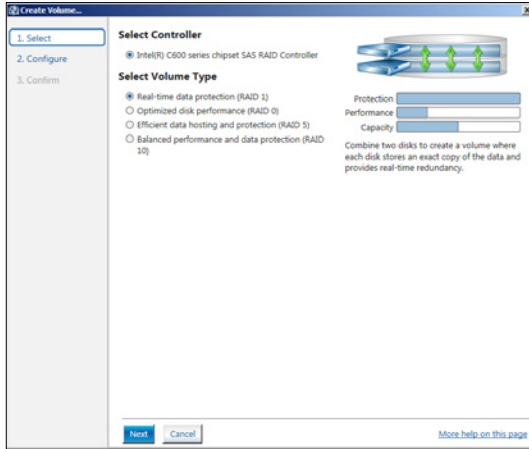 Create Volume...
1. Select
2. Configure
3. Confirm
Select Controller
Intel(R) C600 series chipset SAS RAID Controller
Select Volume Type
Real-time data protection (RAID 1)
Optimized disk performance (RAID 0)
Efficient data hosting and protection (RAID 5)
Balanced performance and data protection (RAID
10)
Protection
Performance
Capacity
Combine two disks to create a volume where
each disk stores an exact copy of the data and
provides real-time redundancy.
Next
Cancel
More help on this page